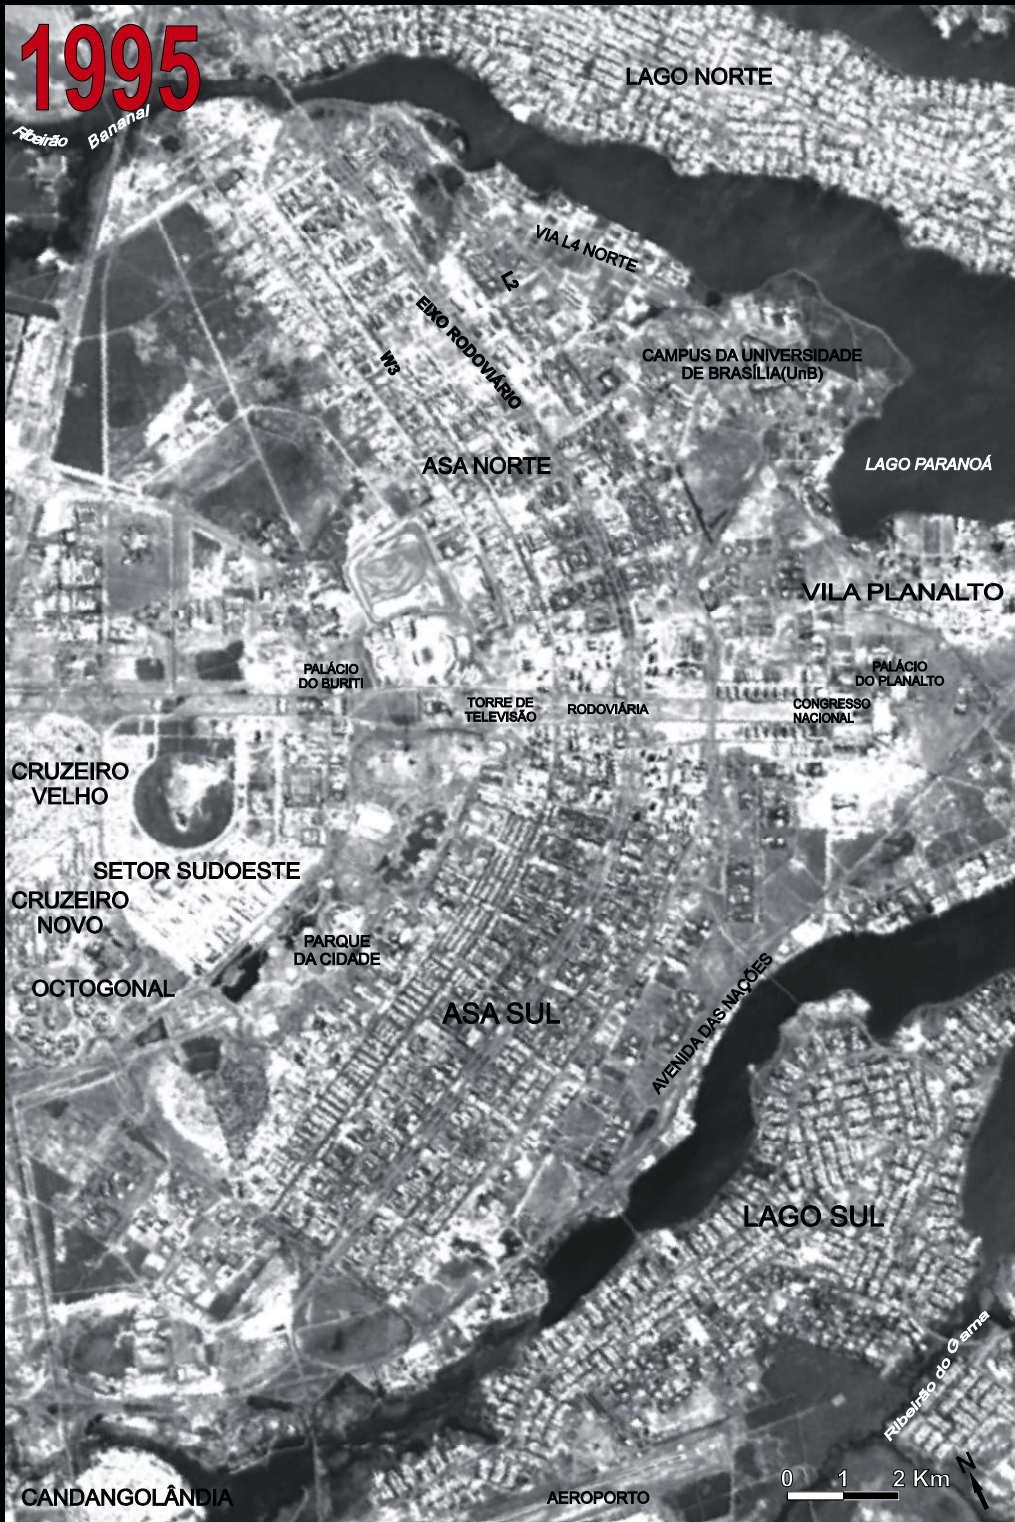 1995
LAGO NORTE
Ribeirão Bananal
VIA L4 NORTE
L2
EIXO RODOVIÁRIO
W3
CAMPUS DA UNIVERSIDADE
DE BRASÍLIA(UnB)
ASA NORTE
LAGO PARANOÁ
VILA PLANALTO
PALÁCIO
DO BURITI
PALÁCIO
DO PLANALTO
TORRE DE
TELEVISÃO
RODOVIÁRIA
CONGRESSO
NACIONAL
CRUZEIRO
VELHO
SETOR SUDOESTE
CRUZEIRO
NOVO
PARQUE
DA CIDADE
OCTOGONAL
ASA SUL
AVENIDA DAS NAÇÕES
LAGO SUL
Ribeirão do Gama
N
0 1 2 Km
CANDANGOLÂNDIA
AEROPORTO